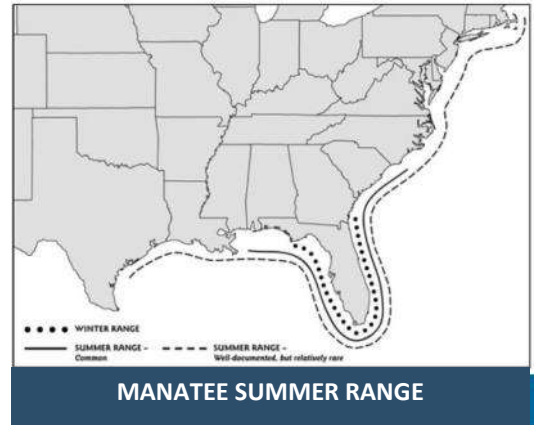 WINTER RANGE
SUMMER RANGE –
Common
SUMMER RANGE –
Well-documented, but relatively rare
MANATEE SUMMER RANGE